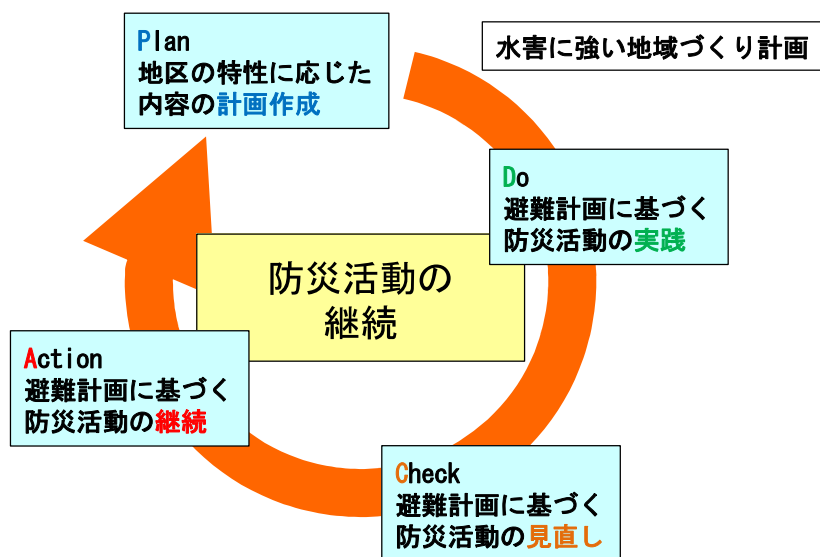 Plan
地区の特性に応じた
内容の計画作成
水害に強い地域づくり計画
Do
避難計画に基づく
防災活動の実践
防災活動の
継続
Action
避難計画に基づく
防災活動の継続
Check
避難計画に基づく
防災活動の見直し